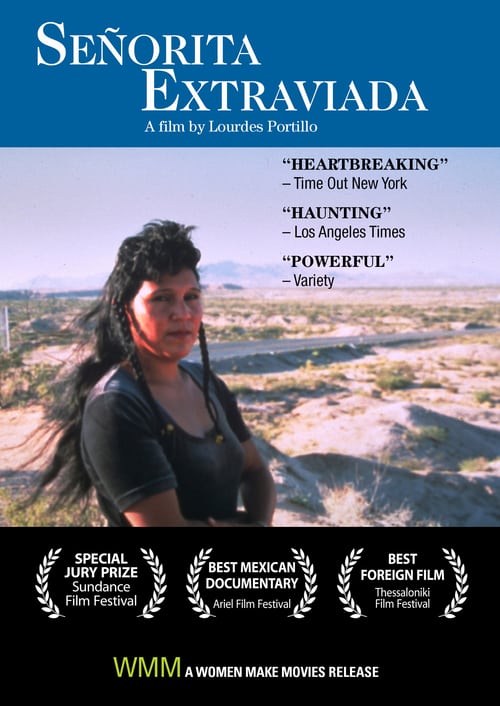 SEÑORITA
EXTRAVIADA
A film by Lourdes Portillo
“HEARTBREAKING”
– Time Out New York
“HAUNTING”
– Los Angeles Times
“POWERFUL”
– Variety
SPECIAL
JURY PRIZE
Sundance
Film Festival
BEST MEXICAN
DOCUMENTARY
Ariel Film Festival
BEST
FOREIGN FILM
Thessaloniki
Film Festival
WMM A WOMEN MAKE MOVIES RELEASE